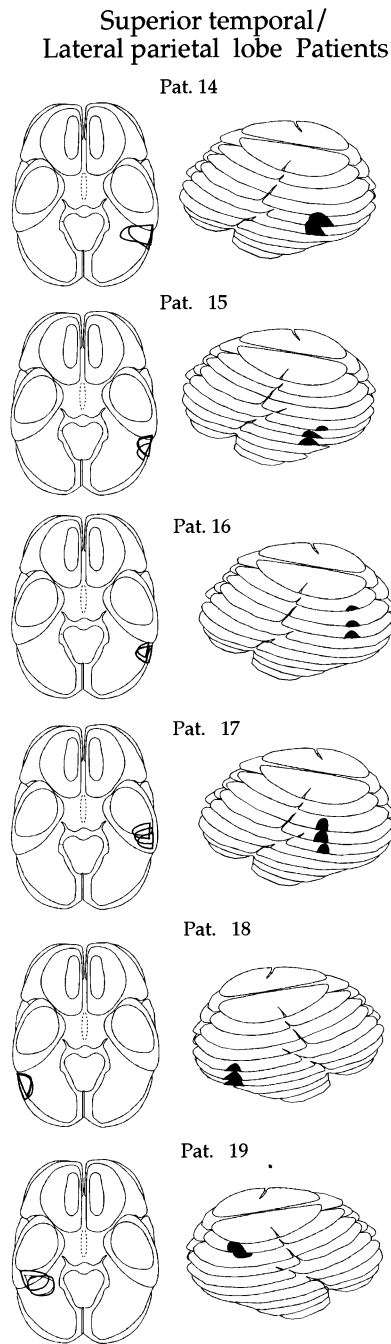 Superior temporal/
Lateral parietal lobe Patients
Pat. 14
Pat. 15
Pat. 16
Pat. 17
Pat. 18
Pat. 19